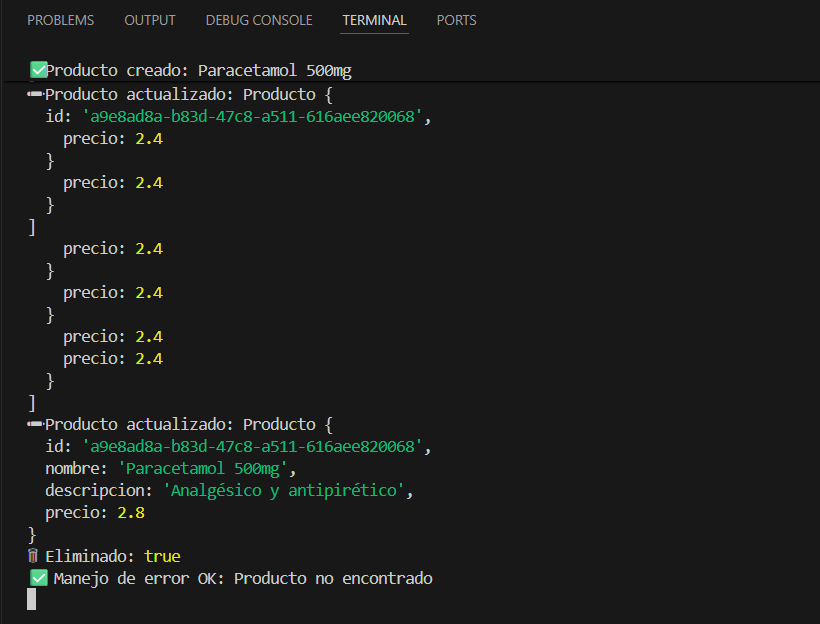 PROBLEMS OUTPUT DEBUG CONSOLE TERMINAL PORTS
✅Producto creado: Paracetamol 500mg
Producto actualizado: Producto {
id: 'a9e8ad8a-b83d-47c8-a511-616aee820068',
precio: 2.4
}
precio: 2.4
}
]
precio: 2.4
}
precio: 2.4
}
precio: 2.4
precio: 2.4
}
]
Producto actualizado: Producto {
id: 'a9e8ad8a-b83d-47c8-a511-616aee820068',
nombre: 'Paracetamol 500mg',
descripcion: 'Analgésico y antipirético',
precio: 2.8
}
🗑️ Eliminado: true
✅ Manejo de error OK: Producto no encontrado